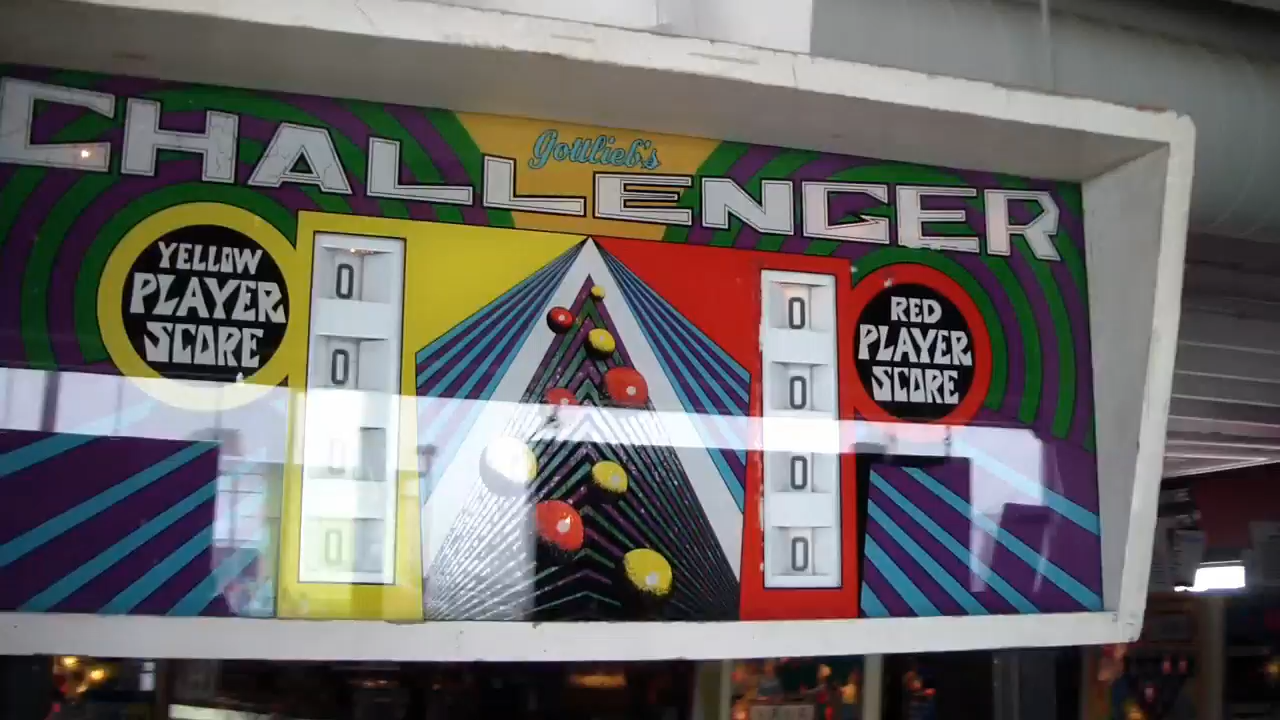 Gottlieb's
CHALLENGER
YELLOW
PLAYER
SCORE
0
0
0
0
RED
PLAYER
SCORE
0
0
0
0